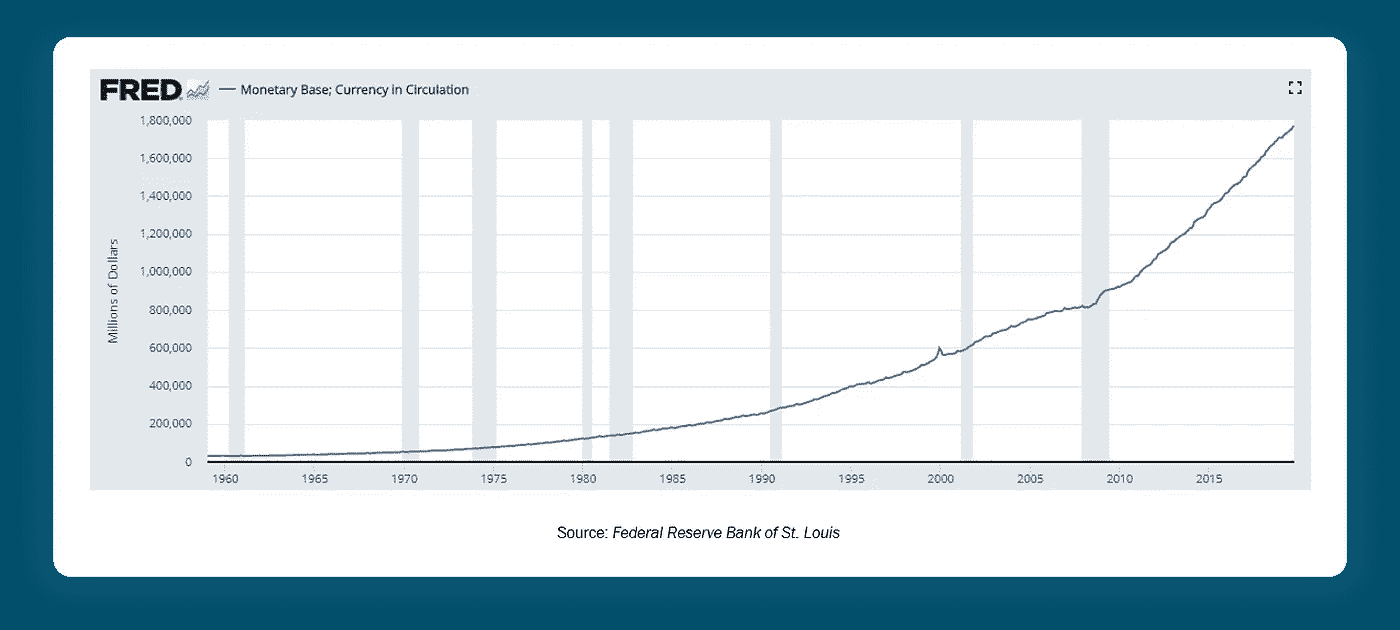 FRED — Monetary Base; Currency in Circulation
1,800,000
1,600,000
1,400,000
1,200,000
1,000,000
800,000
600,000
400,000
200,000
0
Millions of Dollars
1960 1965 1970 1975 1980 1985 1990 1995 2000 2005 2010 2015
Source: Federal Reserve Bank of St. Louis